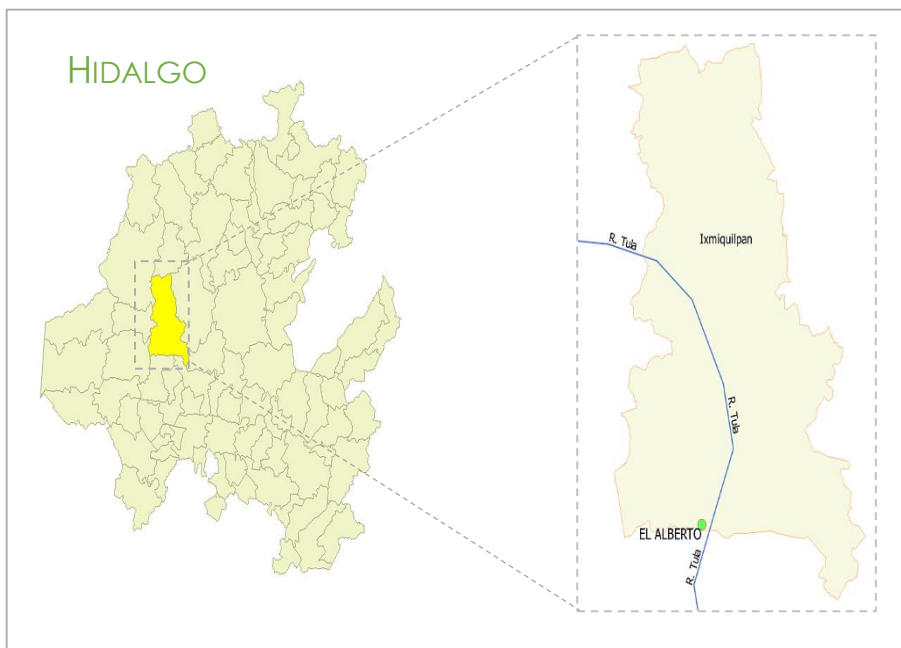 HIDALGO
R. Tula
Ixmiquilpan
R. Tula
EL ALBERTO
R. Tula